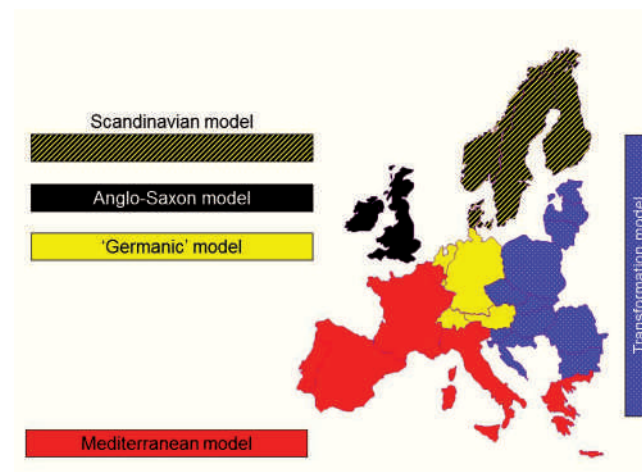 Scandinavian model
Anglo-Saxon model
'Germanic' model
Mediterranean model
Transformation model